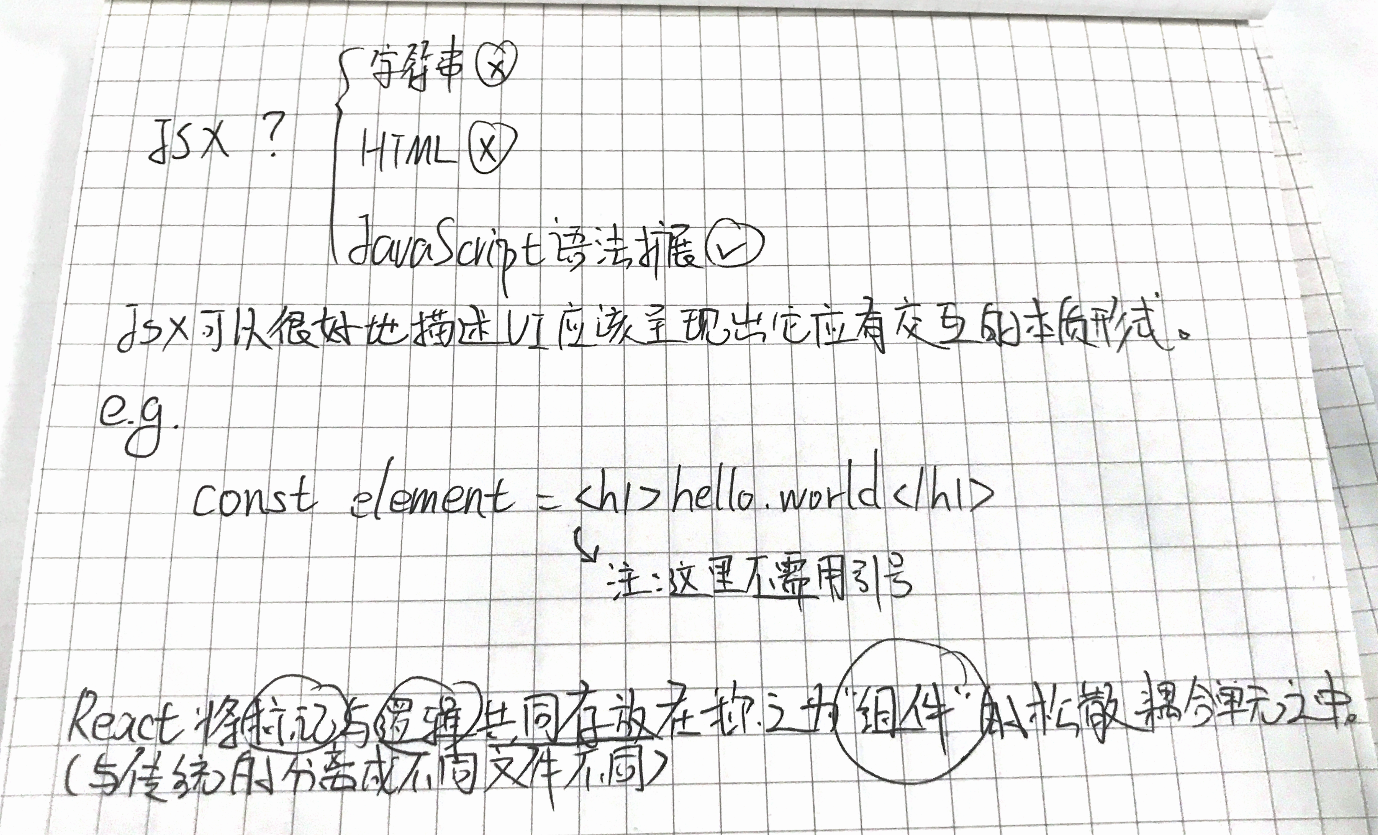 字符串 ⓧ
JSX ?
HTML ⓧ
JavaScript语法扩展 ✓
JSX可以很好地描述UI应该呈现出它应有交互的本质形式。
e.g.
const element = <h1>hello.world</h1>
注:这里不需用引号
React 将标记与逻辑共同存放在称之为"组件"的松散耦合单元之中。
(与传统的分离成不同文件不同)